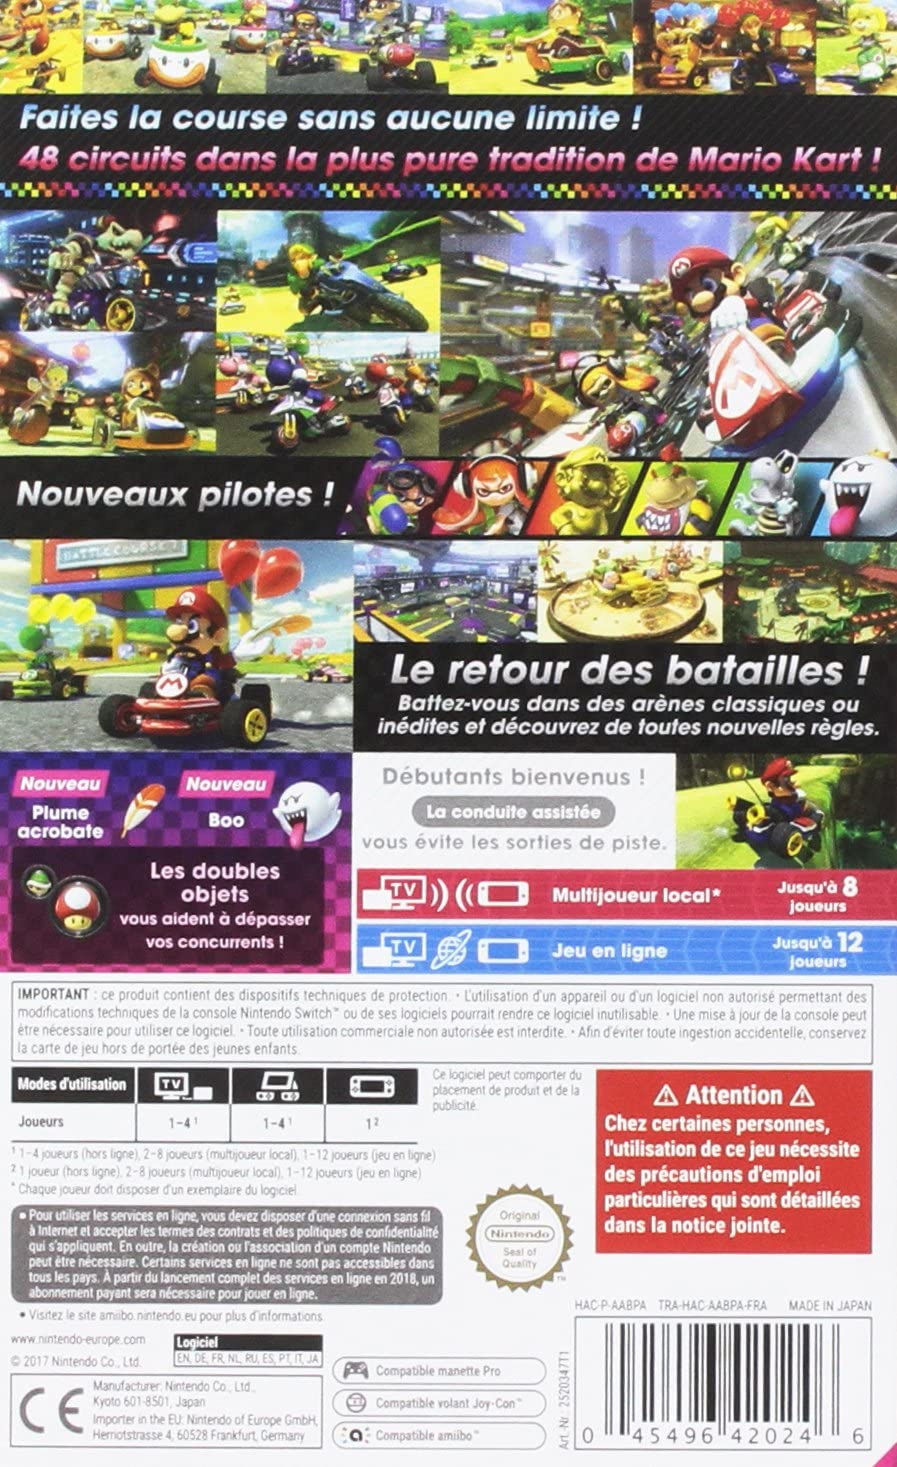 Faites la course sans aucune limite !
48 circuits dans la plus pure tradition de Mario Kart !
Nouveaux pilotes !
BATTLE COURSE 1
Le retour des batailles !
Battez-vous dans des arènes classiques ou
inédites et découvrez de toutes nouvelles règles.
Nouveau
Plume
acrobate
Nouveau
Boo
Les doubles
objets
vous aident à dépasser
vos concurrents !
Débutants bienvenus !
La conduite assistée
vous évite les sorties de piste.
TV Multijoueur local* Jusqu'à 8
joueurs
TV Jeu en ligne Jusqu'à 12
joueurs
IMPORTANT : ce produit contient des dispositifs techniques de protection. • L'utilisation d'un appareil ou d'un logiciel non autorisé permettant des
modifications techniques de la console Nintendo Switch™ ou de ses logiciels pourrait rendre ce logiciel inutilisable. • Une mise à jour de la console peut
être nécessaire pour utiliser ce logiciel. • Toute utilisation commerciale non autorisée est interdite. • Afin d'éviter toute ingestion accidentelle, conservez
la carte de jeu hors de portée des jeunes enfants.
Modes d'utilisation TV
Joueurs 1-4¹ 1-4¹ 1²
Ce logiciel peut comporter du
placement de produit et de la
publicité.
¹ 1-4 joueurs (hors ligne), 2-8 joueurs (multijoueur local), 1-12 joueurs (jeu en ligne)
² 1 joueur (hors ligne), 2-8 joueurs (multijoueur local), 1-12 joueurs (jeu en ligne)
* Chaque joueur doit disposer d'un exemplaire du logiciel.
• Pour utiliser les services en ligne, vous devez disposer d'une connexion sans fil
à Internet et accepter les termes des contrats et des politiques de confidentialité
qui s'appliquent. En outre, la création ou l'association d'un compte Nintendo
peut être nécessaire. Certains services en ligne ne sont pas accessibles dans
tous les pays. À partir du lancement complet des services en ligne en 2018, un
abonnement payant sera nécessaire pour jouer en ligne.
• Visitez le site amiibo.nintendo.eu pour plus d'informations.
Attention
Chez certaines personnes,
l'utilisation de ce jeu nécessite
des précautions d'emploi
particulières qui sont détaillées
dans la notice jointe.
Original
Nintendo
Seal of
Quality
TM
HAC-P-AABPA TRA-HAC-AABPA-FRA MADE IN JAPAN
www.nintendo-europe.com
© 2017 Nintendo Co., Ltd.
Logiciel
EN, DE, FR, NL, RU, ES, PT, IT, JA
CE
Manufacturer: Nintendo Co., Ltd.,
Kyoto 601-8501, Japan
Importer in the EU: Nintendo of Europe GmbH,
Herriotstrasse 4, 60528 Frankfurt, Germany
Compatible manette Pro
Compatible volant Joy-Con™
Compatible amiibo™
Art.-Nr.: 2520347T1
0 45496 42024 6